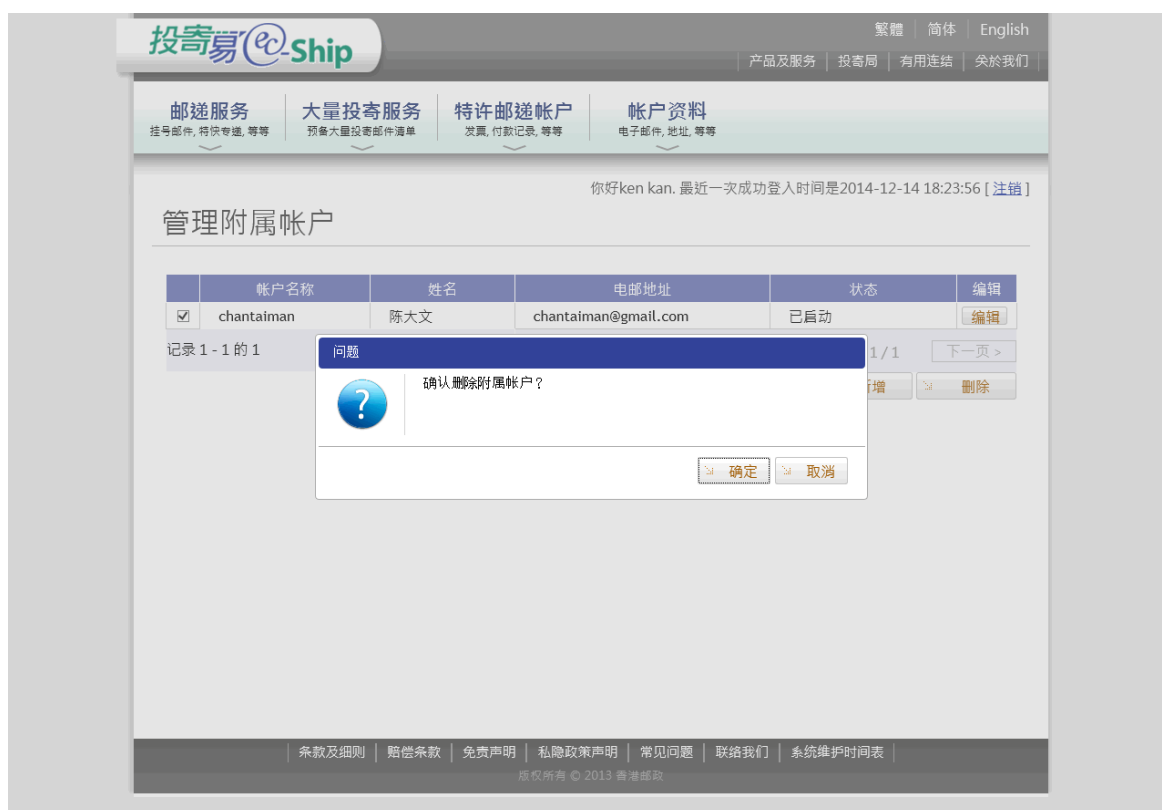 投寄易 ec-Ship
繁體 简体 English
产品及服务 投寄局 有用连结 关於我们
邮递服务 大量投寄服务 特许邮递帐户 帐户资料
挂号邮件, 特快专递, 等等 预备大量投寄邮件清单 发票, 付款记录, 等等 电子邮件, 地址, 等等
你好ken kan. 最近一次成功登入时间是2014-12-14 18:23:56 [ 注销 ]
管理附属帐户
帐户名称 姓名 电邮地址 状态 编辑
chantaiman 陈大文 chantaiman@gmail.com 已启动 编辑
记录 1 - 1 的 1 1 / 1 下一页 >
问题
增 删除
确认删除附属帐户？
确定 取消
条款及细则 赔偿条款 免责声明 私隐政策声明 常见问题 联络我们 系统维护时间表
版权所有 © 2013 香港邮政